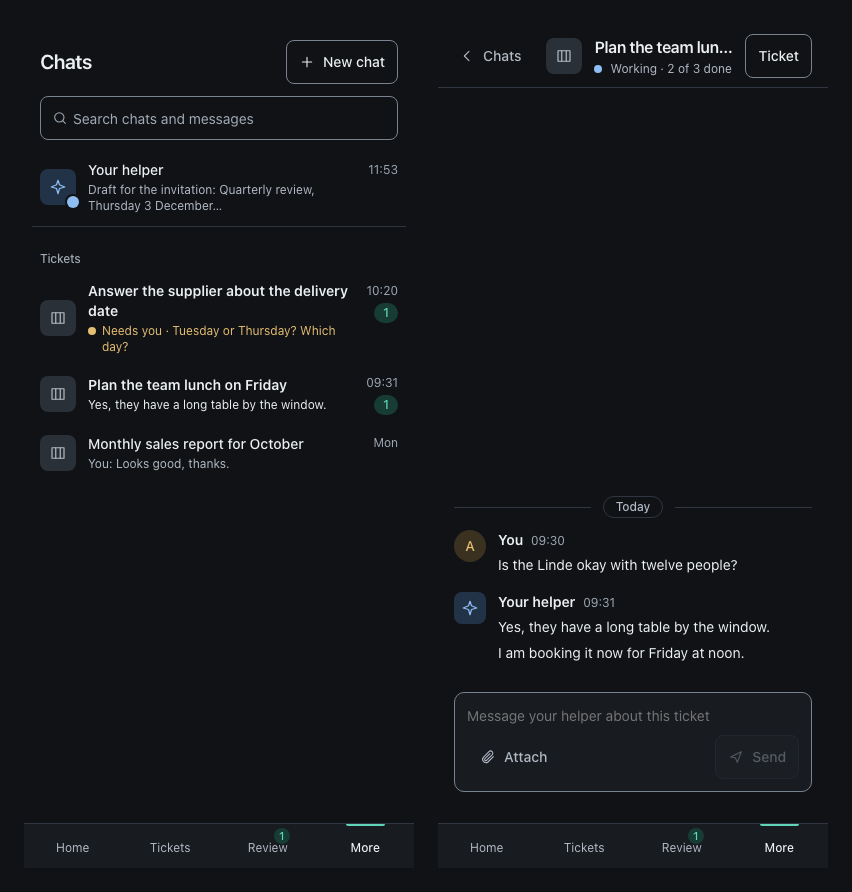 Chats
New chat
Search chats and messages
Your helper
11:53
Draft for the invitation: Quarterly review,
Thursday 3 December...
Tickets
Answer the supplier about the delivery
date
10:20
1
Needs you · Tuesday or Thursday? Which
day?
Plan the team lunch on Friday
09:31
Yes, they have a long table by the window.
1
Monthly sales report for October
Mon
You: Looks good, thanks.
Home
Tickets
Review
1
More
Chats
Plan the team lun...
Working · 2 of 3 done
Ticket
Today
A
You 09:30
Is the Linde okay with twelve people?
Your helper 09:31
Yes, they have a long table by the window.
I am booking it now for Friday at noon.
Message your helper about this ticket
Attach
Send
Home
Tickets
Review
1
More